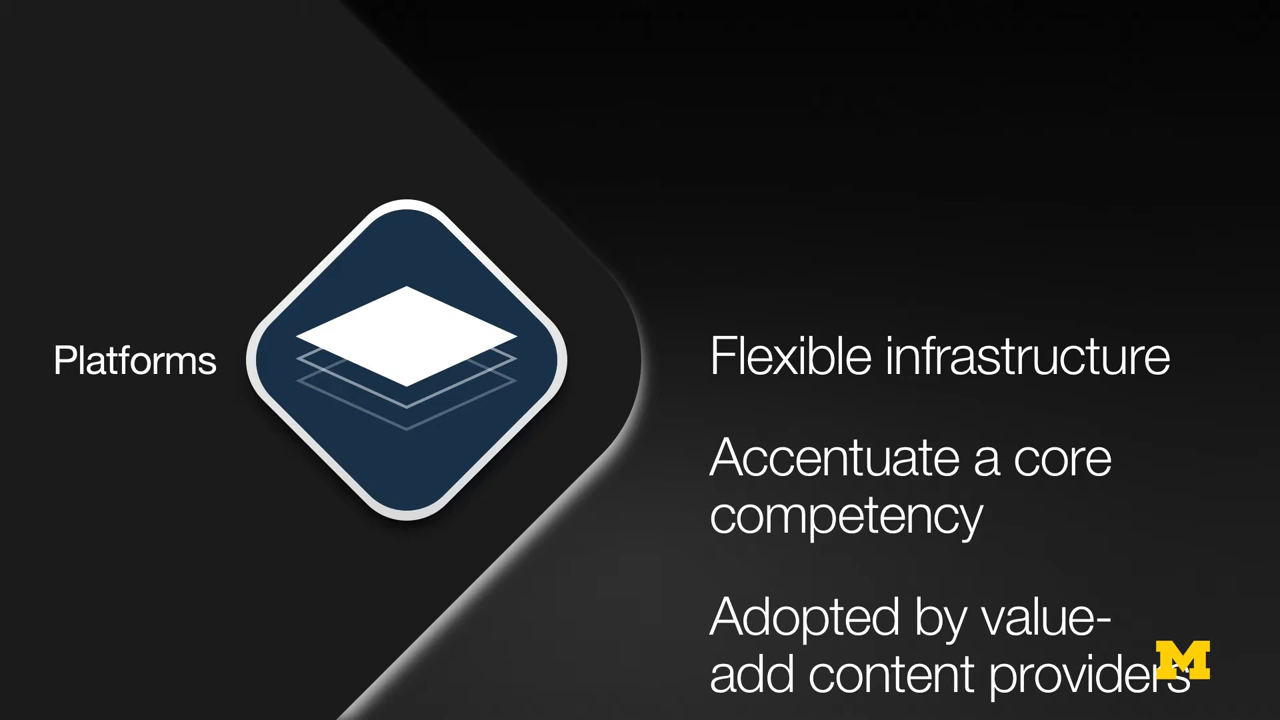 Platforms
Flexible infrastructure
Accentuate a core
competency
Adopted by value-
add content providers
M